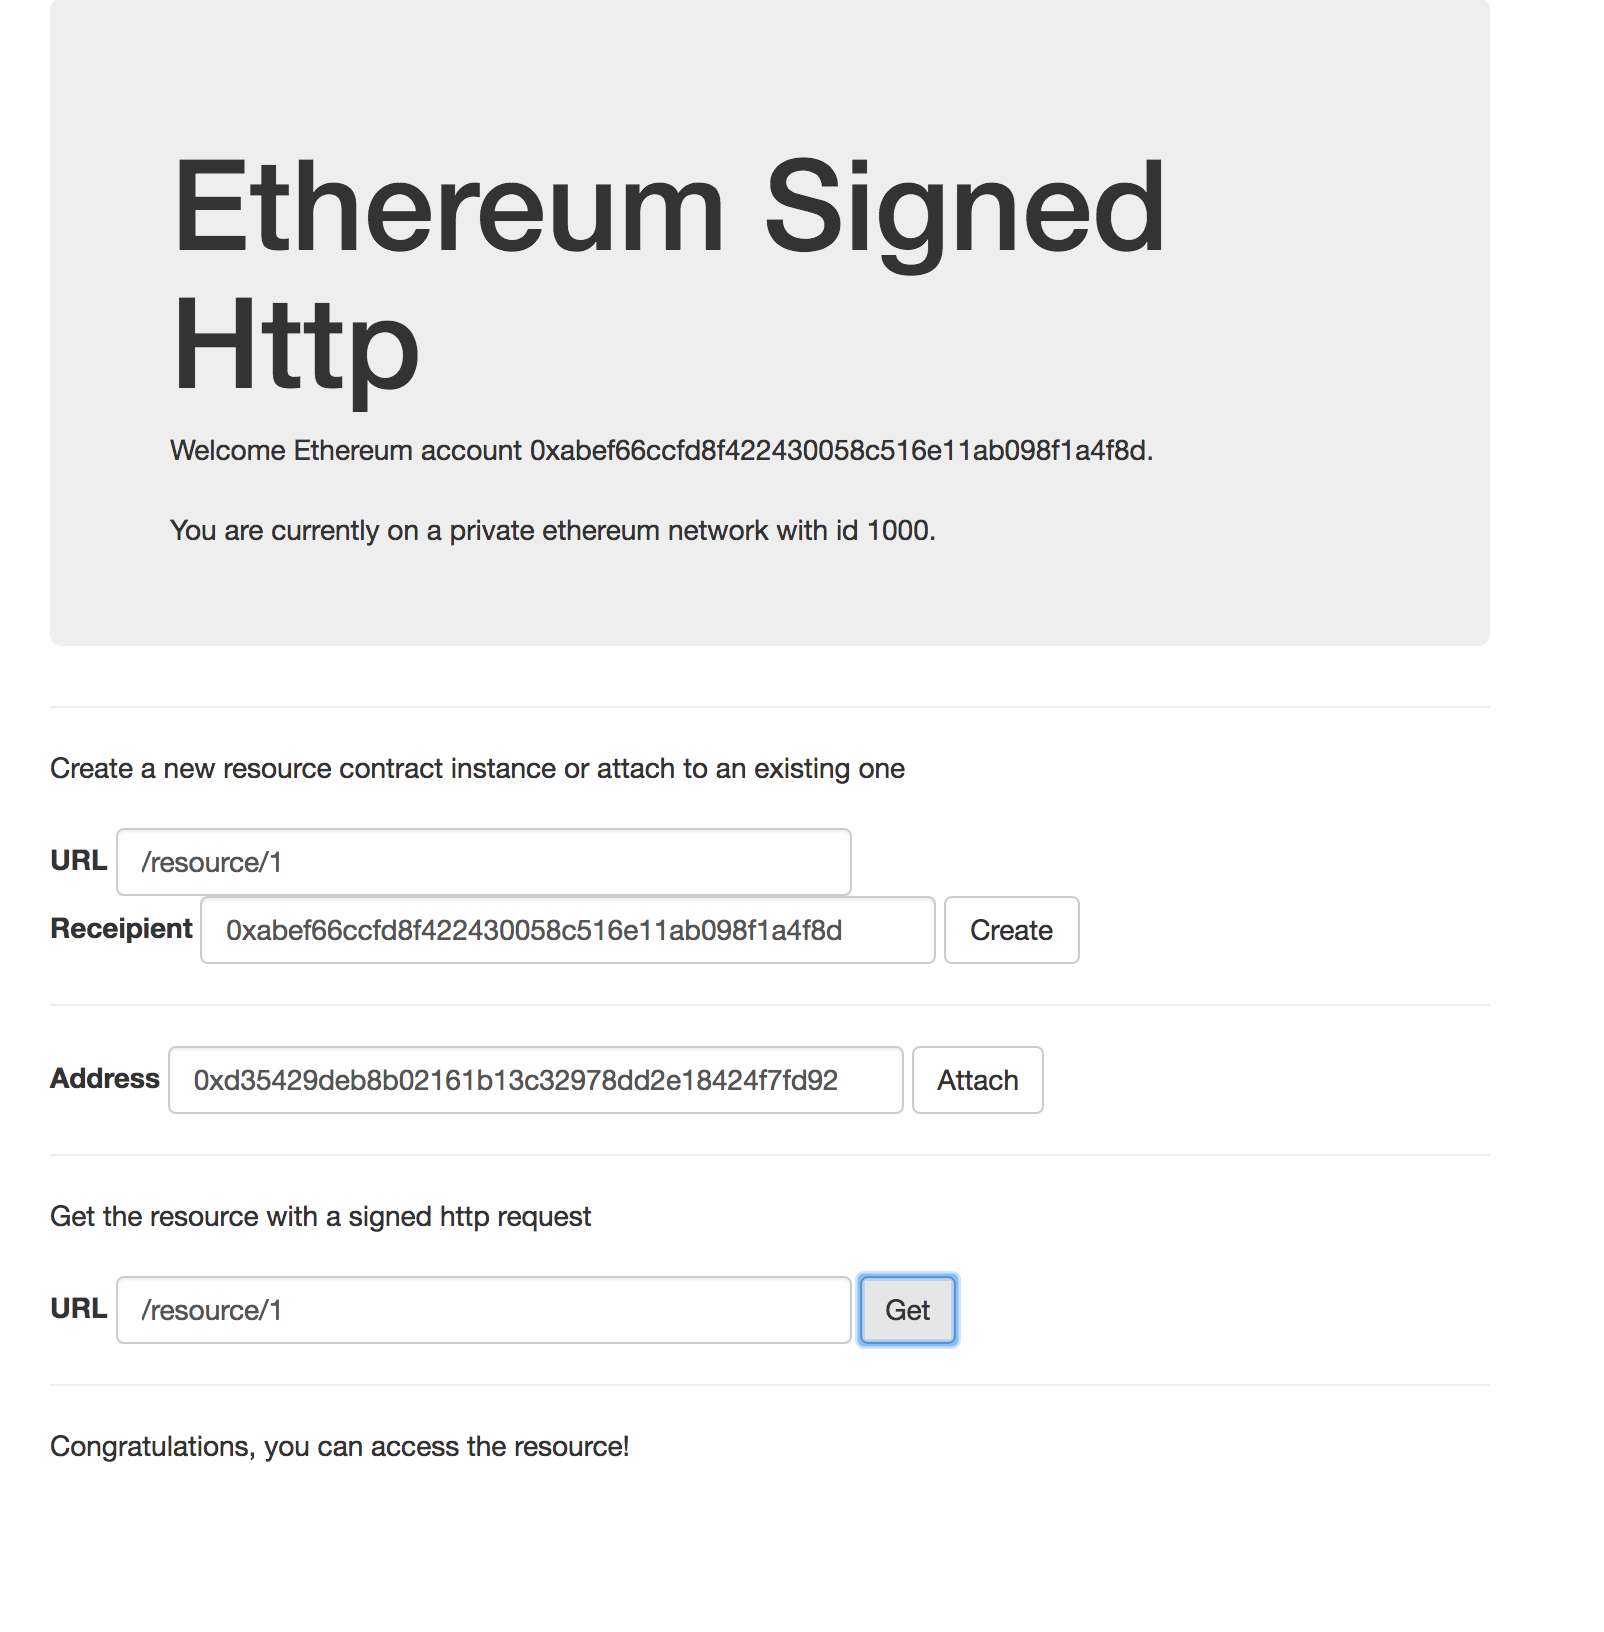 Ethereum Signed
Http
Welcome Ethereum account 0xabef66ccfd8f422430058c516e11ab098f1a4f8d.
You are currently on a private ethereum network with id 1000.
Create a new resource contract instance or attach to an existing one
URL /resource/1
Receipient 0xabef66ccfd8f422430058c516e11ab098f1a4f8d Create
Address 0xd35429deb8b02161b13c32978dd2e18424f7fd92 Attach
Get the resource with a signed http request
URL /resource/1 Get
Congratulations, you can access the resource!